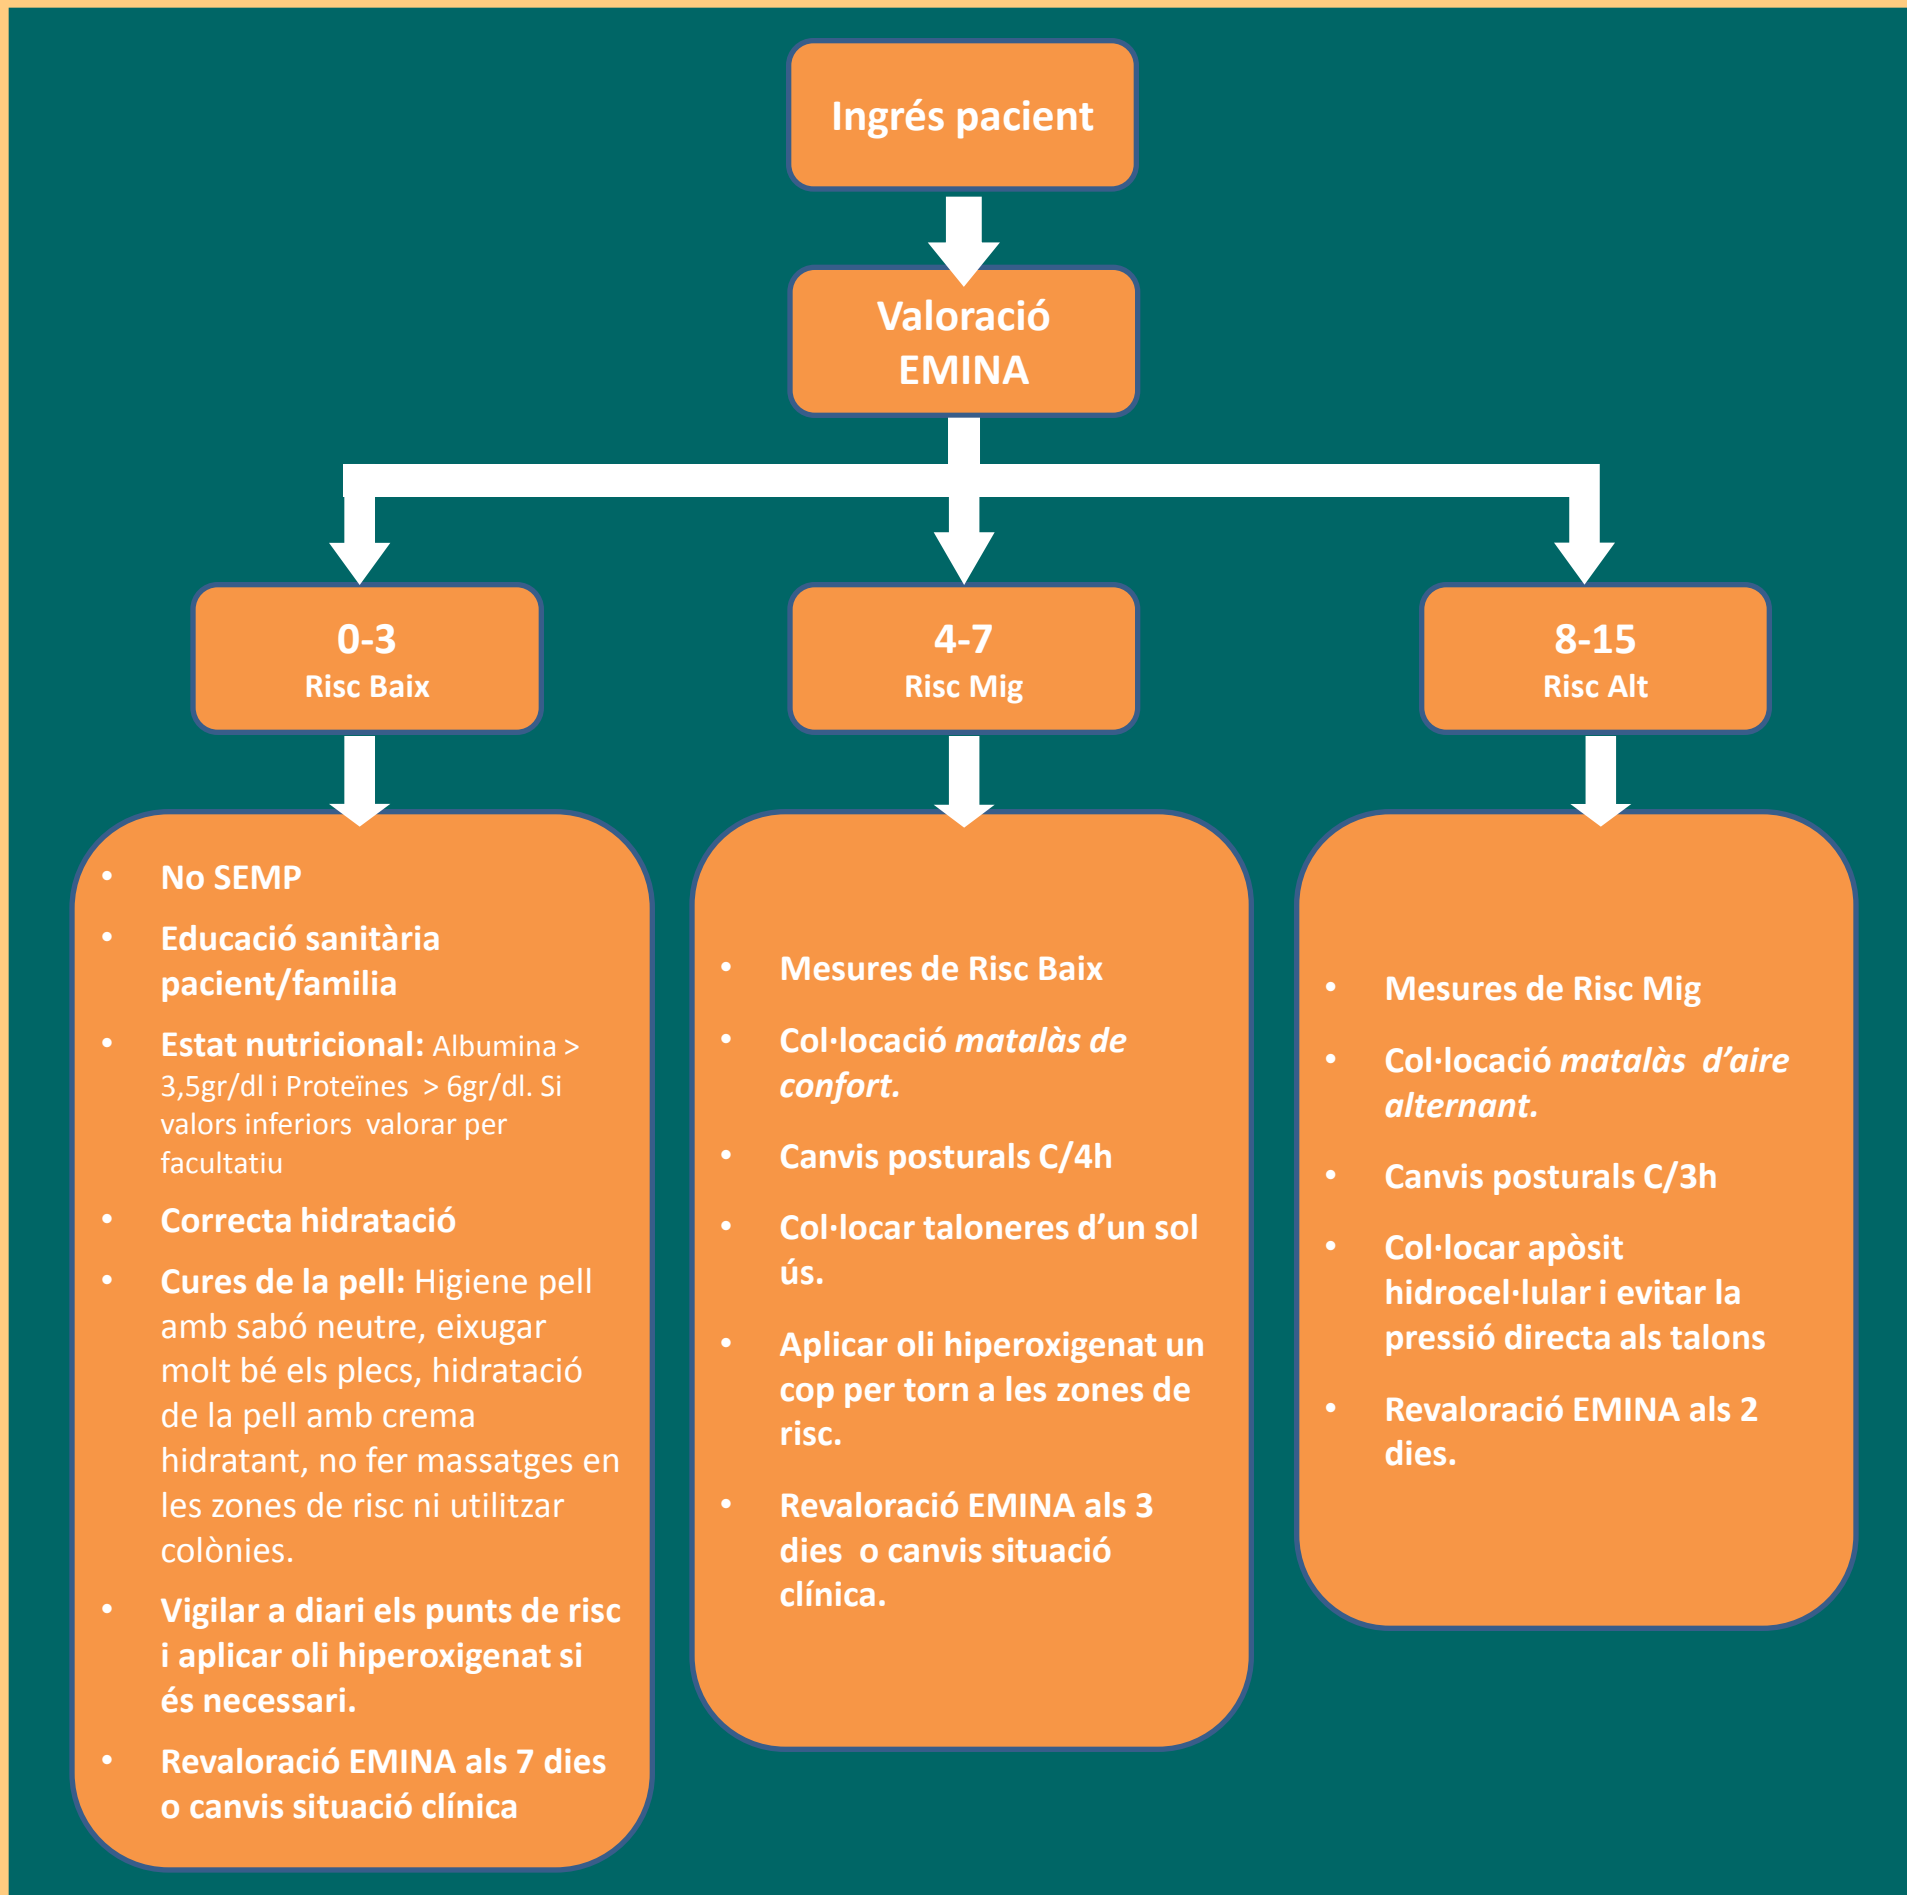 Ingrés pacient
Valoració
EMINA
0-3
Risc Baix
4-7
Risc Mig
8-15
Risc Alt
• No SEMP
• Educació sanitària
pacient/familia
• Estat nutricional: Albumina >
3,5gr/dl i Proteïnes > 6gr/dl. Si
valors inferiors valorar per
facultatiu
• Correcta hidratació
• Cures de la pell: Higiene pell
amb sabó neutre, eixugar
molt bé els plecs, hidratació
de la pell amb crema
hidratant, no fer massatges en
les zones de risc ni utilitzar
colònies.
• Vigilar a diari els punts de risc
i aplicar oli hiperoxigenat si
és necessari.
• Revaloració EMINA als 7 dies
o canvis situació clínica
• Mesures de Risc Baix
• Col·locació matalàs de
confort.
• Canvis posturals C/4h
• Col·locar taloneres d’un sol
ús.
• Aplicar oli hiperoxigenat un
cop per torn a les zones de
risc.
• Revaloració EMINA als 3
dies o canvis situació
clínica.
• Mesures de Risc Mig
• Col·locació matalàs d’aire
alternant.
• Canvis posturals C/3h
• Col·locar apòsit
hidrocel·lular i evitar la
pressió directa als talons
• Revaloració EMINA als 2
dies.